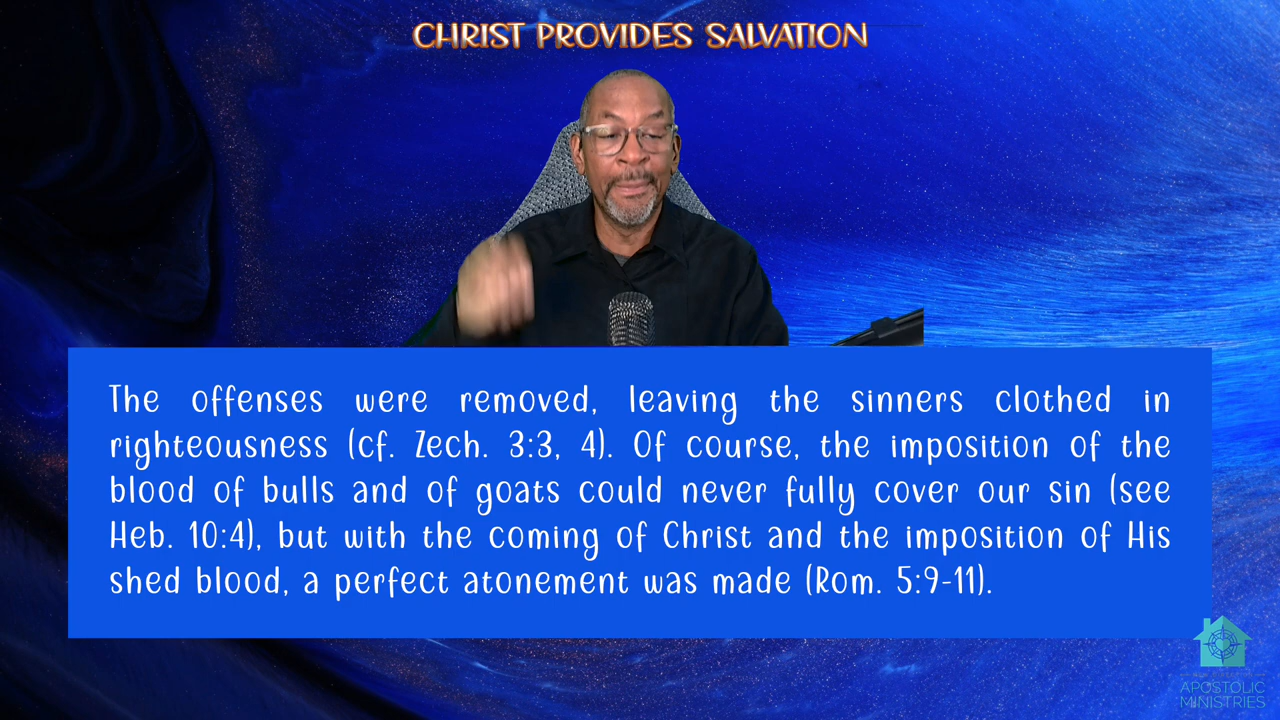 CHRIST PROVIDES SALVATION
The offenses were removed, leaving the sinners clothed in
righteousness (cf. Zech. 3:3, 4). Of course, the imposition of the
blood of bulls and of goats could never fully cover our sin (see
Heb. 10:4), but with the coming of Christ and the imposition of His
shed blood, a perfect atonement was made (Rom. 5:9-11).
APOSTOLIC
MINISTRIES